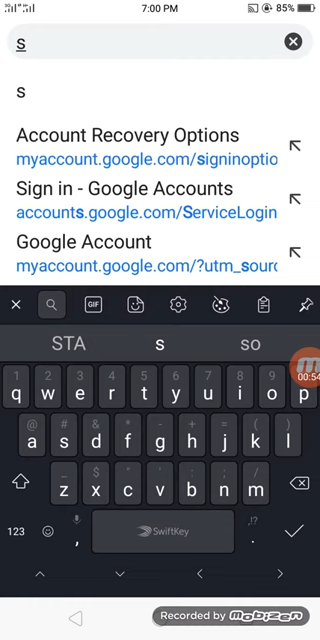 7:00 PM 85%
s
s
Account Recovery Options
myaccount.google.com/signinoptio
Sign in - Google Accounts
accounts.google.com/ServiceLogin
Google Account
myaccount.google.com/?utm_sourc
GIF
STA s so
00:54
1 2 3 4 5 6 7 8 9 0
q w e r t y u i o p
@ # & * - + = ( )
a s d f g h j k l
_ $ " ' : ; /
z x c v b n m
123 , SwiftKey ,!? .
Recorded by mobizen